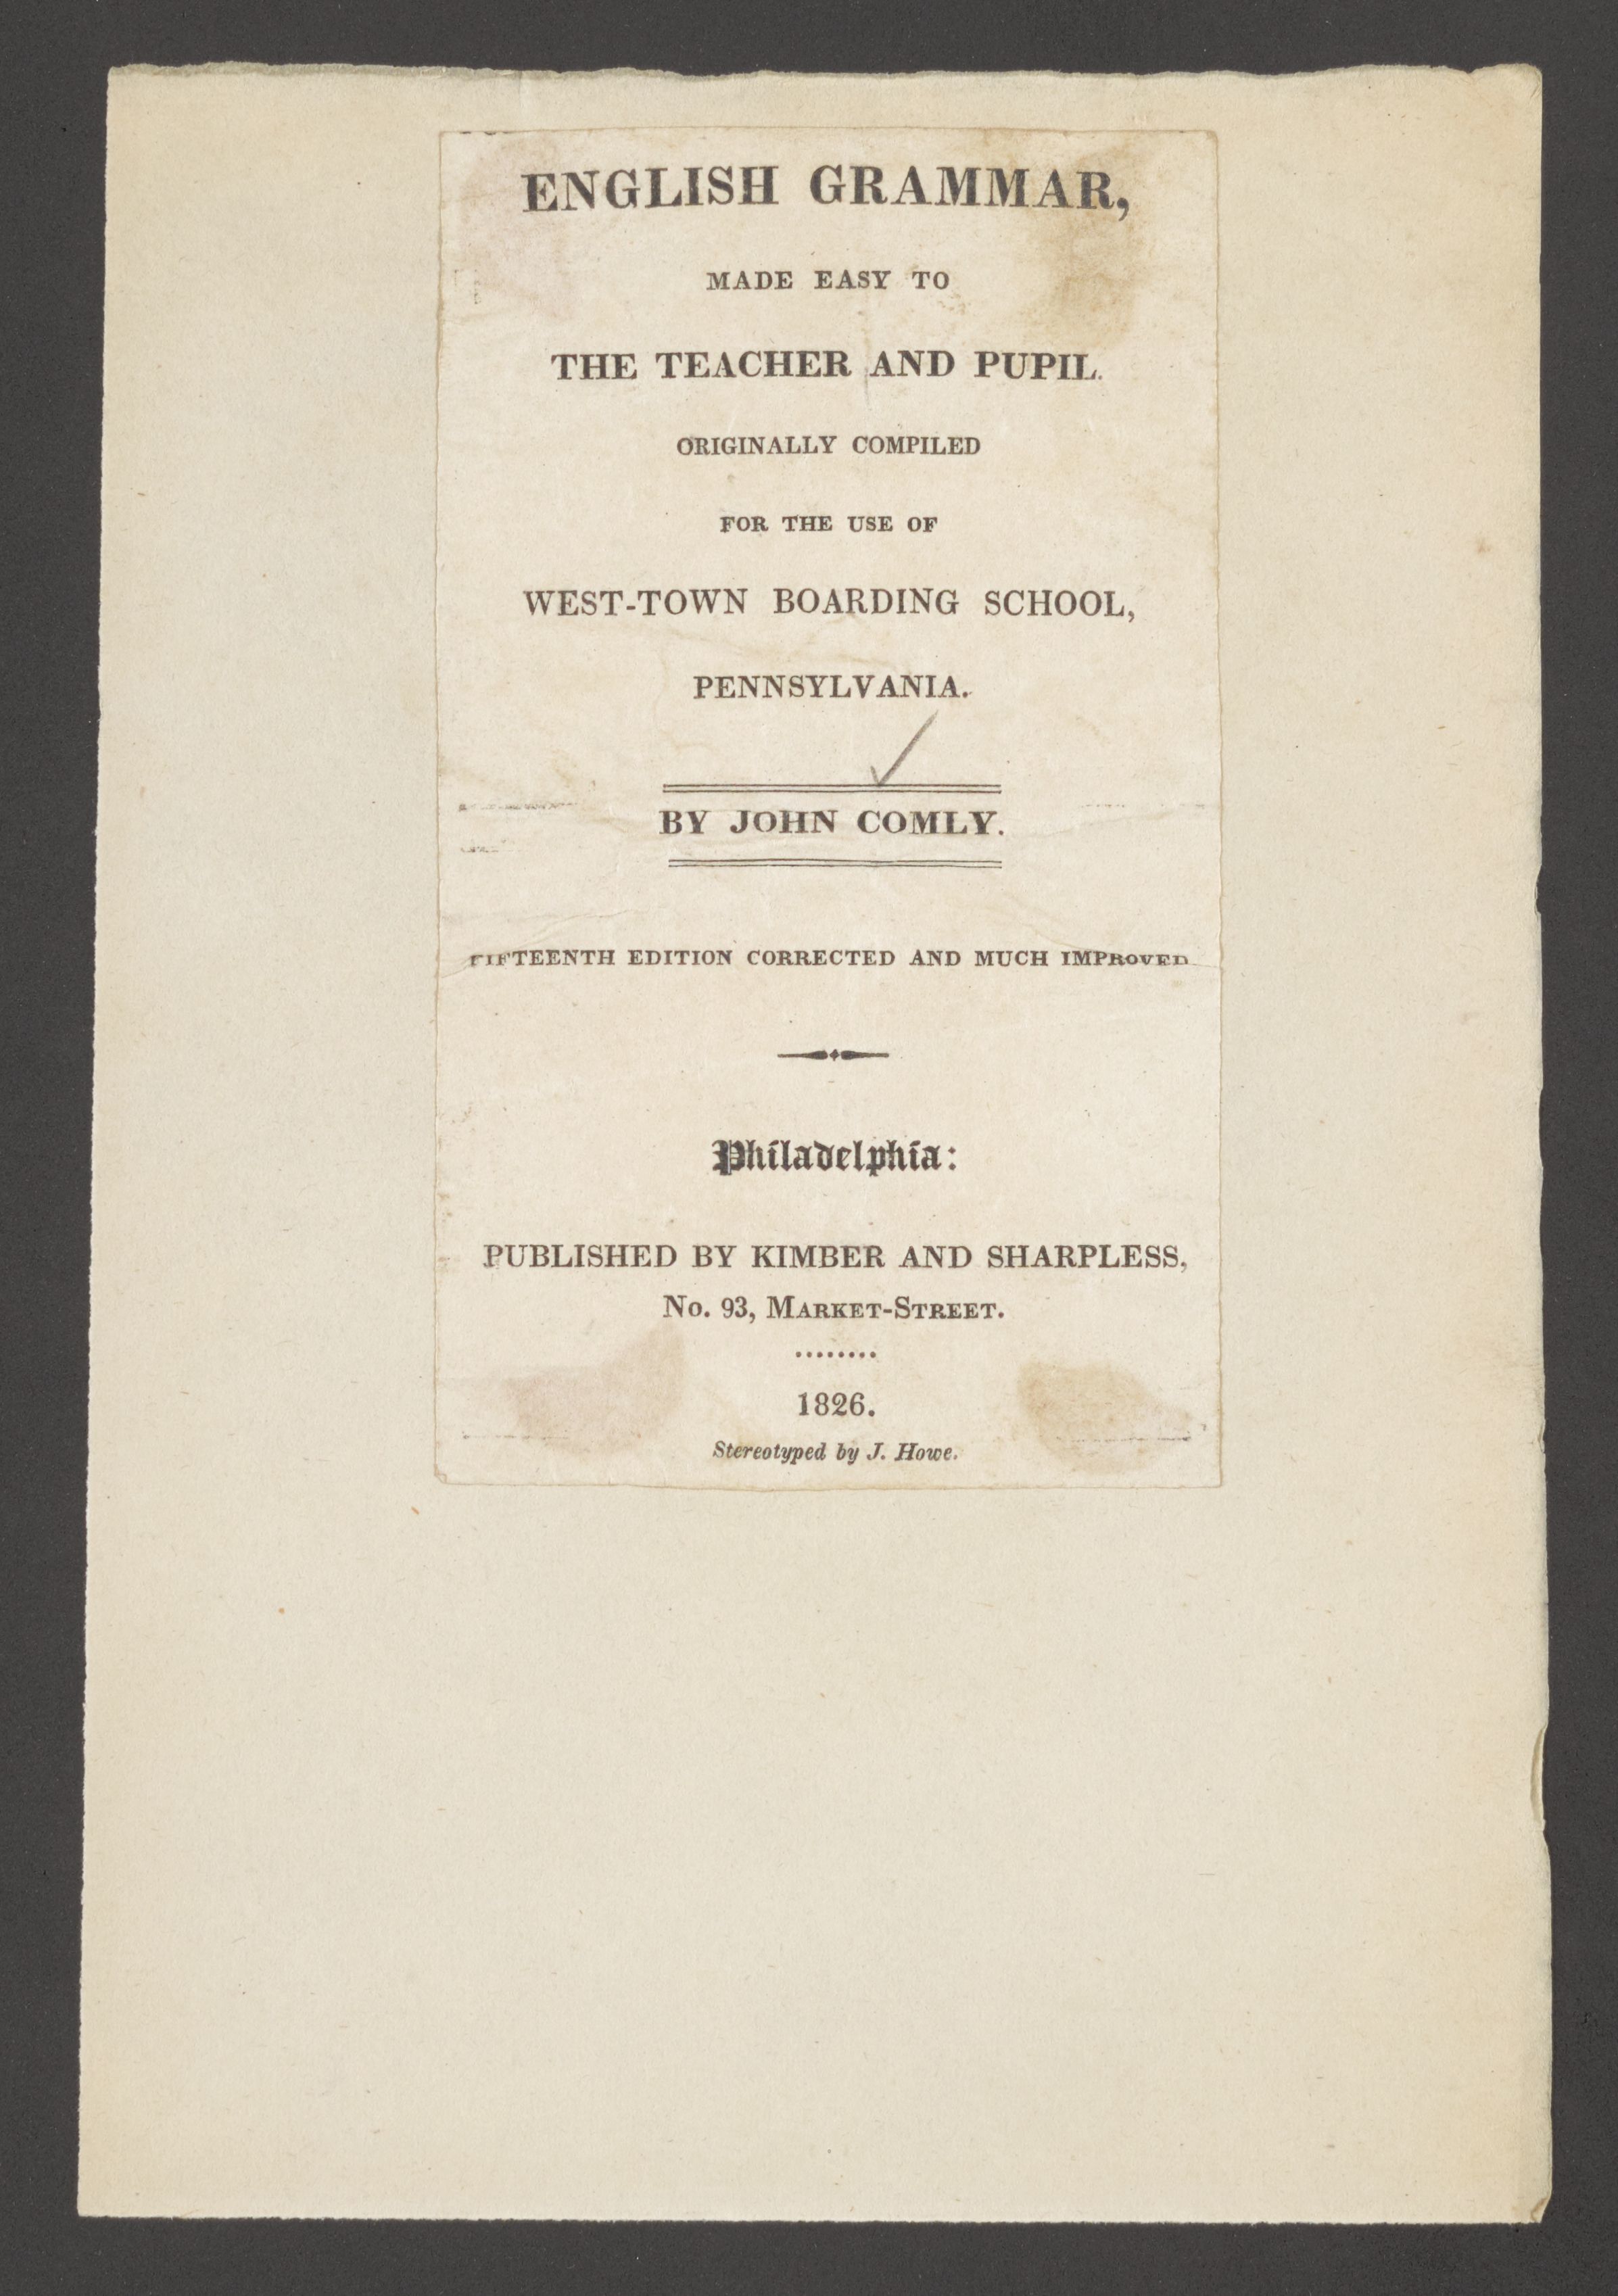 ENGLISH GRAMMAR,
MADE EASY TO
THE TEACHER AND PUPIL.
ORIGINALLY COMPILED
FOR THE USE OF
WEST-TOWN BOARDING SCHOOL,
PENNSYLVANIA.
BY JOHN COMLY.
FIFTEENTH EDITION CORRECTED AND MUCH IMPROVED
Philadelphia:
PUBLISHED BY KIMBER AND SHARPLESS,
No. 93, MARKET-STREET.
........
1826.
Stereotyped by J. Howe.